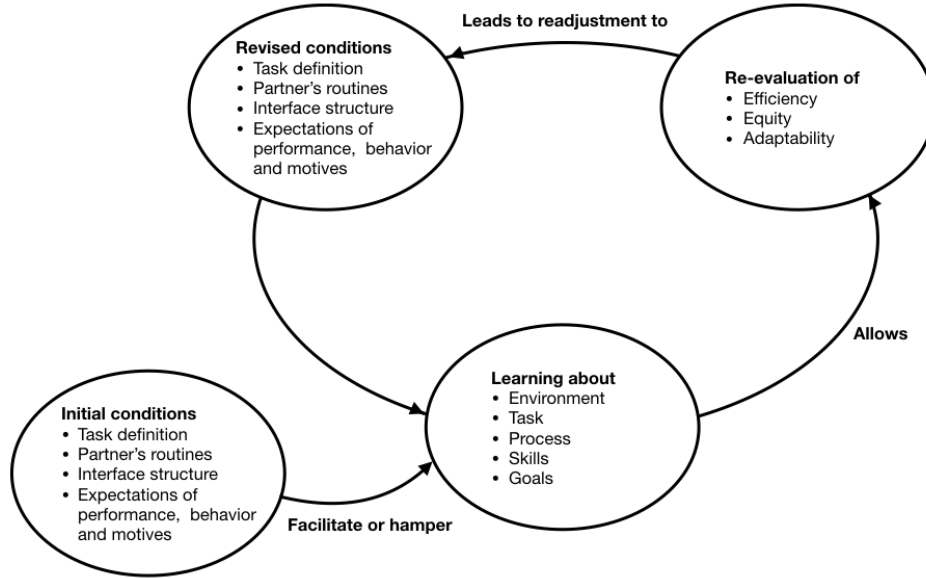 Leads to readjustment to
Revised conditions
• Task definition
• Partner's routines
• Interface structure
• Expectations of
performance, behavior
and motives
Re-evaluation of
• Efficiency
• Equity
• Adaptability
Allows
Learning about
• Environment
• Task
• Process
• Skills
• Goals
Initial conditions
• Task definition
• Partner's routines
• Interface structure
• Expectations of
performance, behavior
and motives
Facilitate or hamper